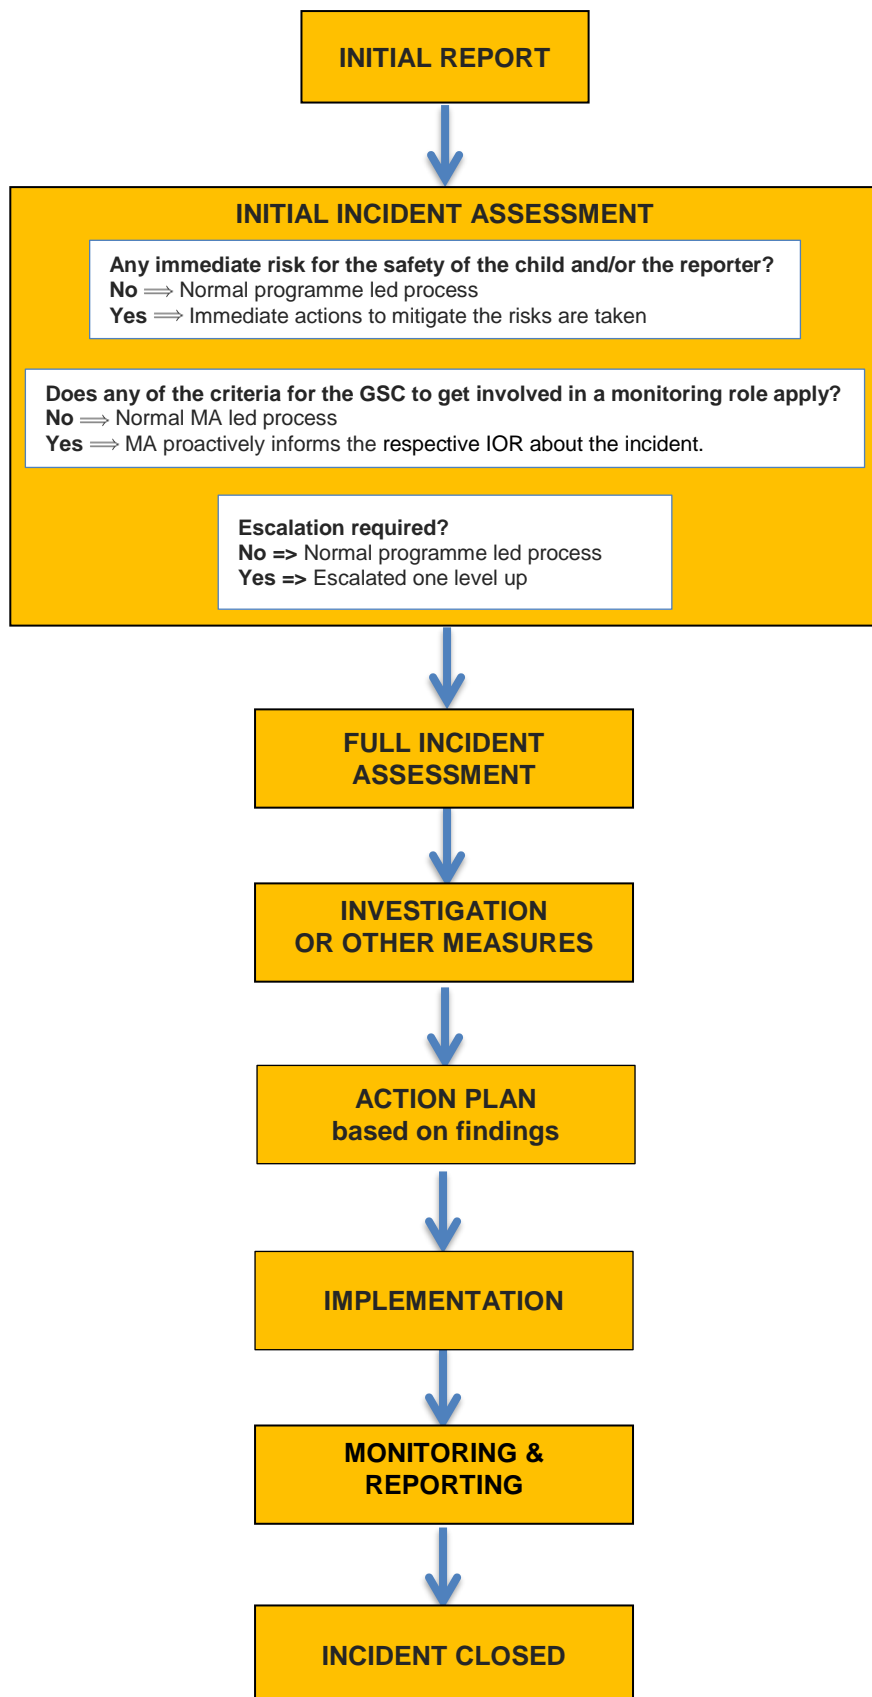 INITIAL REPORT
INITIAL INCIDENT ASSESSMENT
Any immediate risk for the safety of the child and/or the reporter?
No ⟹ Normal programme led process
Yes ⟹ Immediate actions to mitigate the risks are taken
Does any of the criteria for the GSC to get involved in a monitoring role apply?
No ⟹ Normal MA led process
Yes ⟹ MA proactively informs the respective IOR about the incident.
Escalation required?
No => Normal programme led process
Yes => Escalated one level up
FULL INCIDENT
ASSESSMENT
INVESTIGATION
OR OTHER MEASURES
ACTION PLAN
based on findings
IMPLEMENTATION
MONITORING &
REPORTING
INCIDENT CLOSED